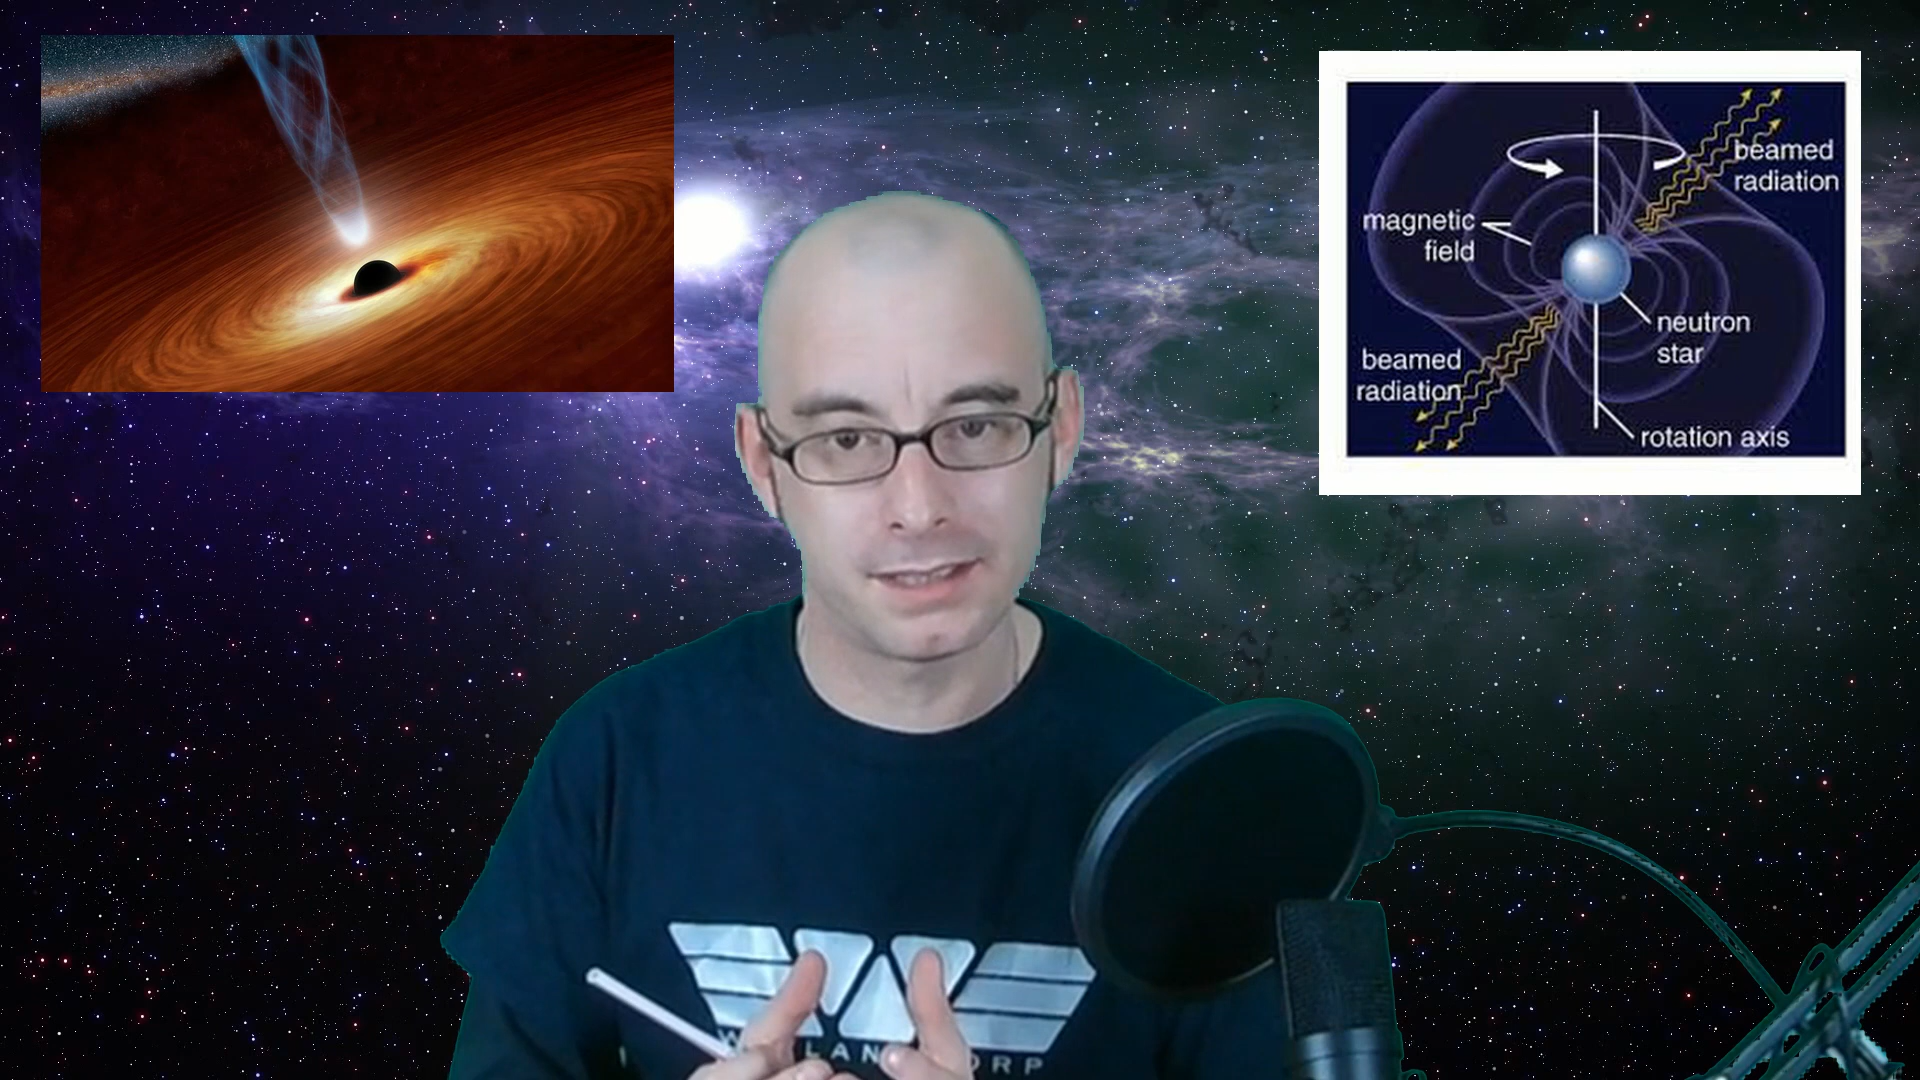 beamed
radiation
magnetic
field
neutron
star
beamed
radiation
rotation axis